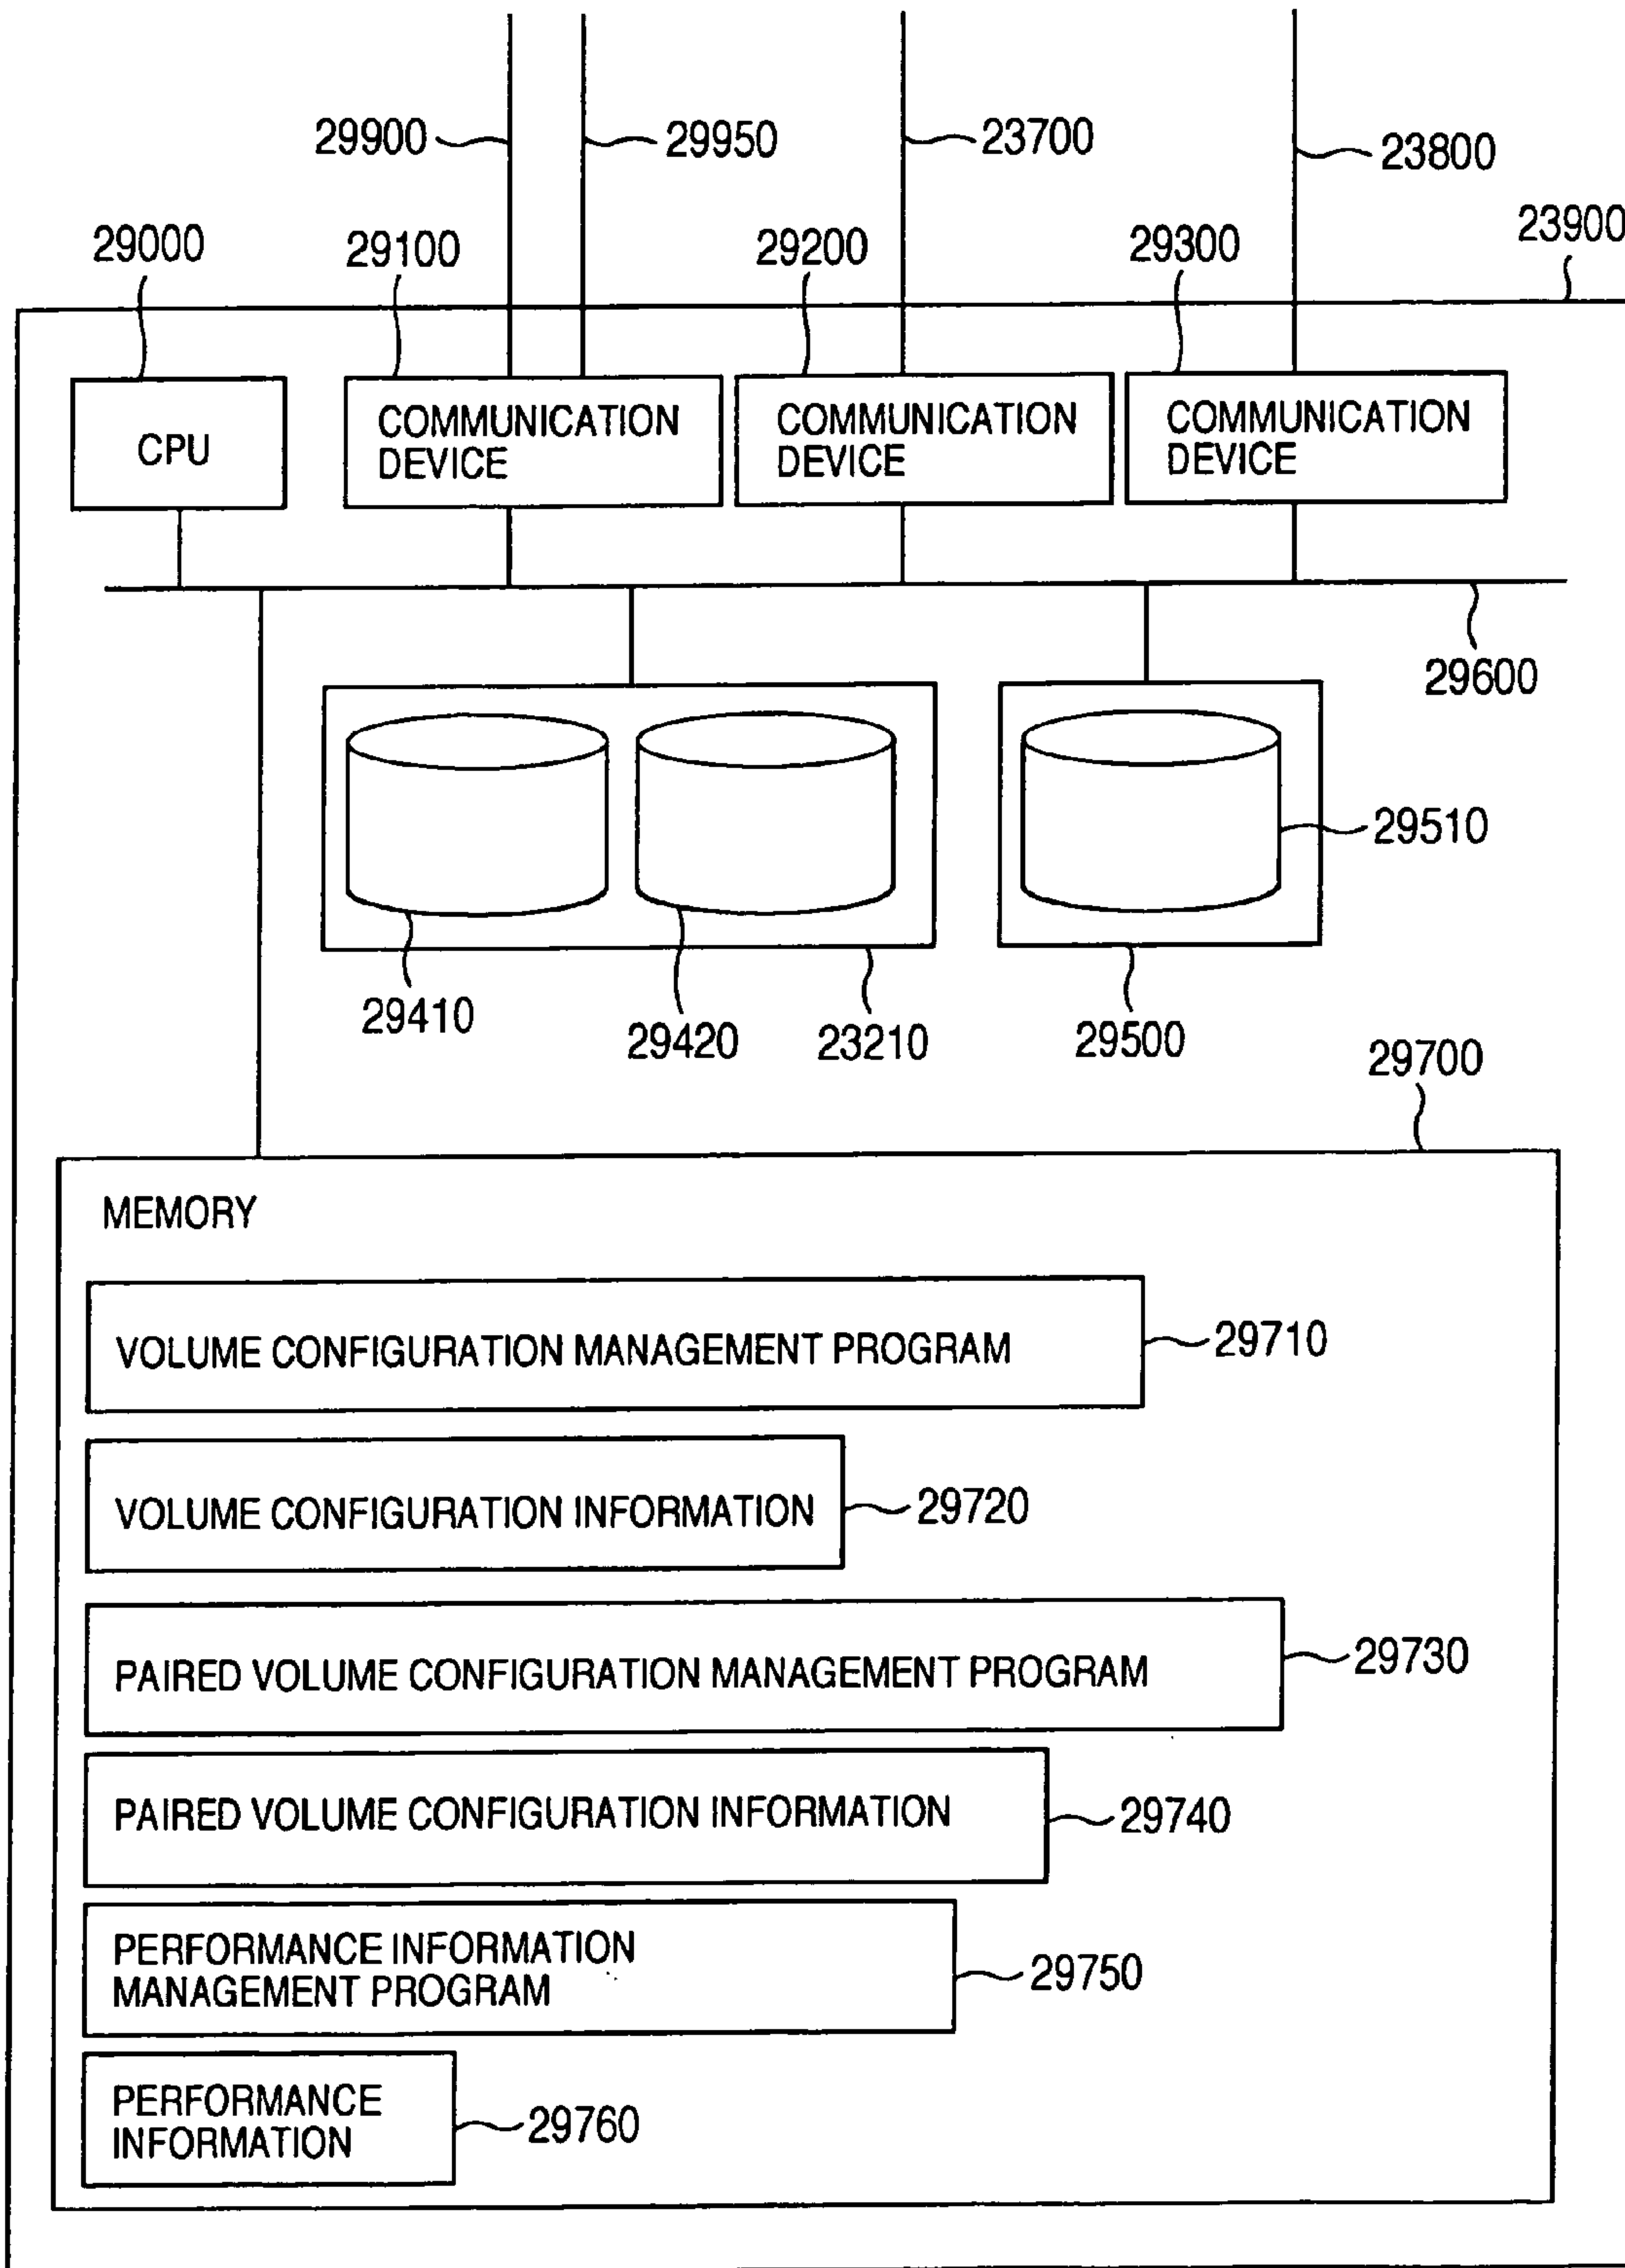 29900
29950
23700
23800
23900
29000
29100
29200
29300
CPU
COMMUNICATION
DEVICE
COMMUNICATION
DEVICE
COMMUNICATION
DEVICE
29600
29510
29410
29420
23210
29500
29700
MEMORY
VOLUME CONFIGURATION MANAGEMENT PROGRAM
29710
VOLUME CONFIGURATION INFORMATION
29720
PAIRED VOLUME CONFIGURATION MANAGEMENT PROGRAM
29730
PAIRED VOLUME CONFIGURATION INFORMATION
29740
PERFORMANCE INFORMATION
MANAGEMENT PROGRAM
29750
PERFORMANCE
INFORMATION
29760